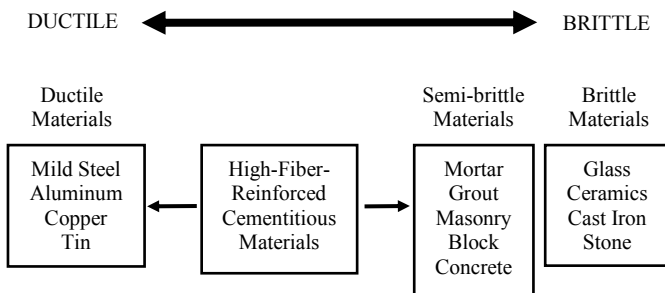 DUCTILE
BRITTLE
Ductile
Materials
Semi-brittle
Materials
Brittle
Materials
Mild Steel
Aluminum
Copper
Tin
High-Fiber-
Reinforced
Cementitious
Materials
Mortar
Grout
Masonry
Block
Concrete
Glass
Ceramics
Cast Iron
Stone